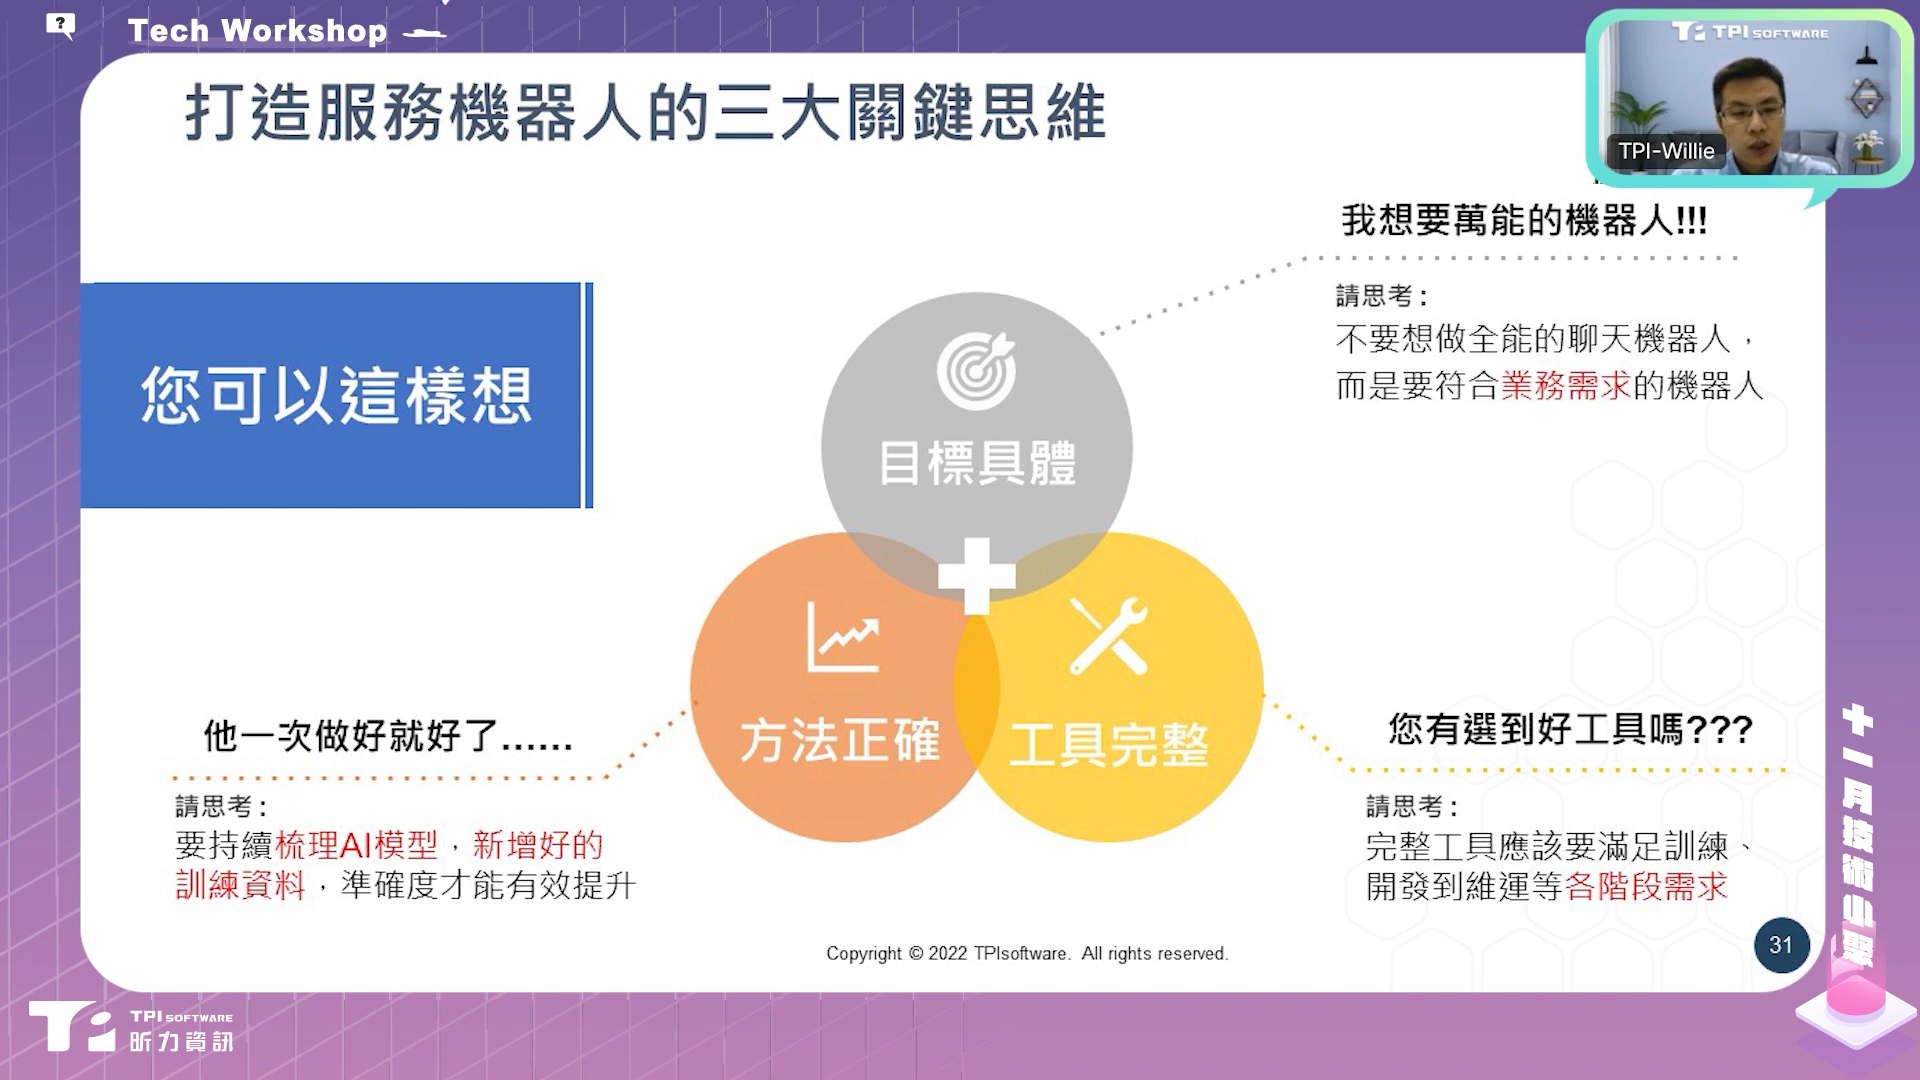 Tech Workshop
TPI SOFTWARE
TPI-Willie
打造服務機器人的三大關鍵思維
您可以這樣想
我想要萬能的機器人!!!
請思考:
不要想做全能的聊天機器人,
而是要符合業務需求的機器人
目標具體
方法正確
工具完整
他一次做好就好了......
請思考:
要持續梳理AI模型,新增好的
訓練資料,準確度才能有效提升
您有選到好工具嗎???
請思考:
完整工具應該要滿足訓練、
開發到維運等各階段需求
Copyright © 2022 TPIsoftware. All rights reserved.
31
十一月技術小聚
TPI SOFTWARE
昕力資訊